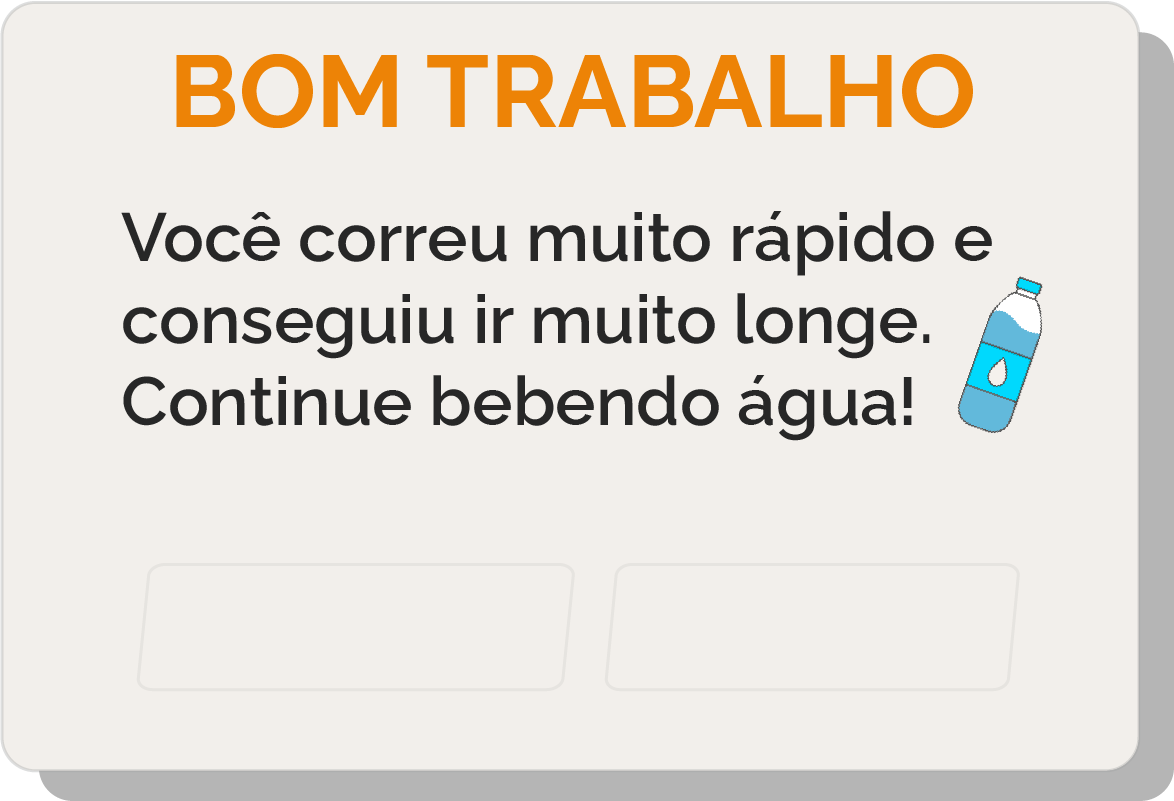 BOM TRABALHO
Você correu muito rápido e
conseguiu ir muito longe.
Continue bebendo água!